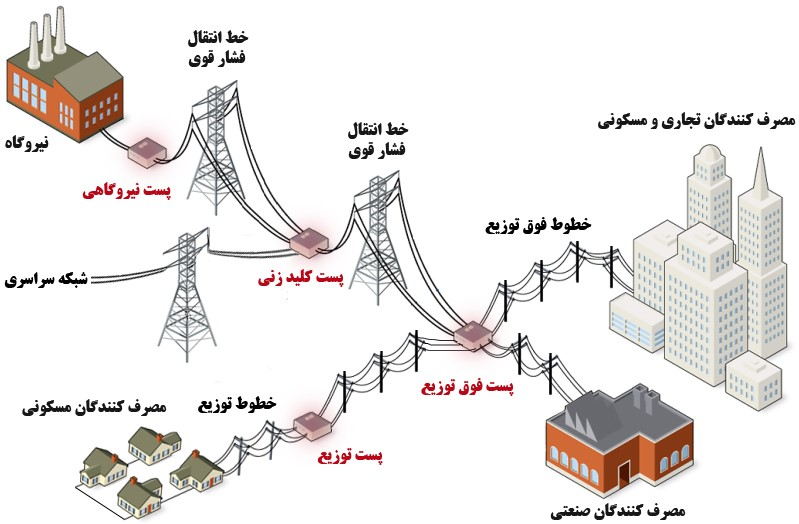 خط انتقال
فشار قوی
نیروگاه
پست نیروگاهی
خط انتقال
فشار قوی
مصرف کنندگان تجاری و مسکونی
خطوط فوق توزیع
شبکه سراسری
پست کلید زنی
پست فوق توزیع
مصرف کنندگان مسکونی
خطوط توزیع
پست توزیع
مصرف کنندگان صنعتی